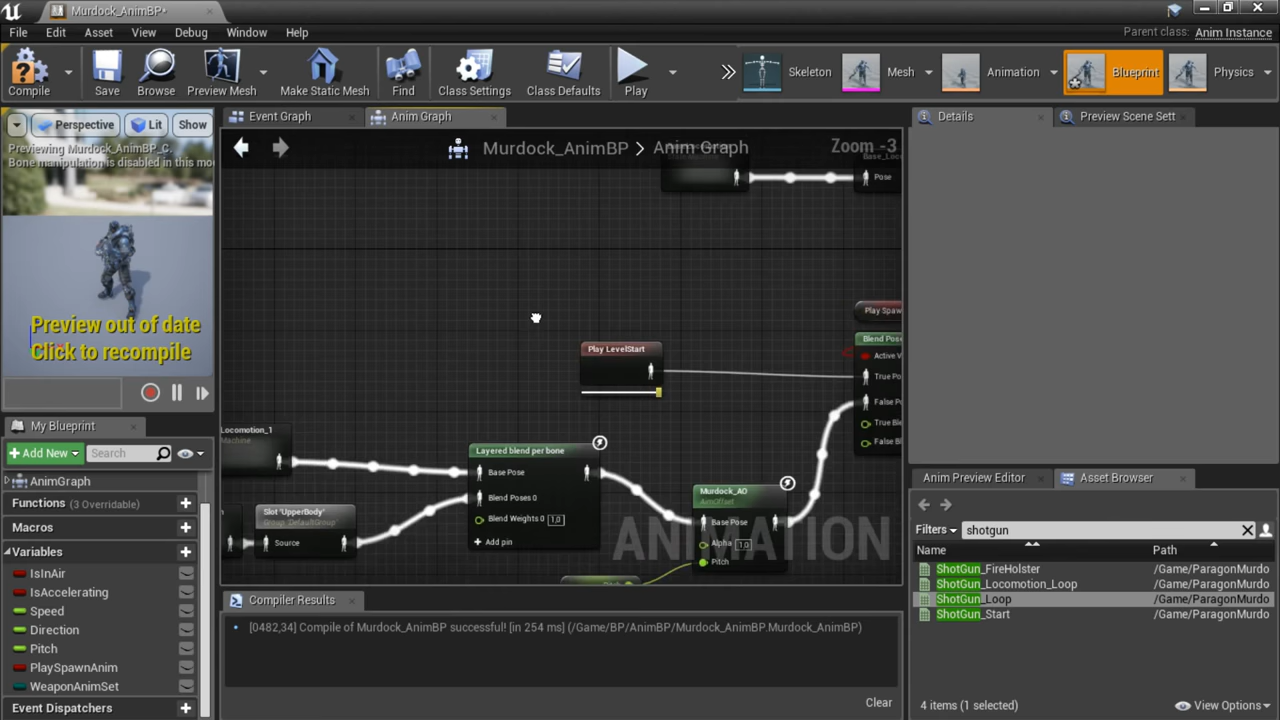 Murdock_AnimBP•
File Edit Asset View Debug Window Help
Parent class: Anim Instance
Compile
Save
Browse
Preview Mesh
Make Static Mesh
Find
Class Settings
Class Defaults
Play
Skeleton
Mesh
Animation
Blueprint
Physics
Perspective
Lit
Show
Previewing Murdock_AnimBP_C.
Bone manipulation is disabled in this mo
Preview out of date
Click to recompile
Event Graph
Anim Graph
Murdock_AnimBP > Anim Graph
Zoom -3
Pose
Play LevelStart
Play Spaw
Blend Pose
Active V
True Po
False P
True Bl
False B
Locomotion_1
Machine
Slot 'UpperBody'
Group 'DefaultGroup'
Source
Layered blend per bone
Base Pose
Blend Poses 0
Blend Weights 0 1,0
Add pin
Murdock_AO
AimOffset
Base Pose
Alpha 1,0
Pitch
ANIMATION
Details
Preview Scene Sett
My Blueprint
+ Add New
Search
AnimGraph
Functions (3 Overridable)
Macros
Variables
IsInAir
IsAccelerating
Speed
Direction
Pitch
PlaySpawnAnim
WeaponAnimSet
Event Dispatchers
Compiler Results
• [0482,34] Compile of Murdock_AnimBP successful! [in 254 ms] (/Game/BP/AnimBP/Murdock_AnimBP.Murdock_AnimBP)
Clear
Anim Preview Editor
Asset Browser
Filters
shotgun
Name Path
ShotGun_FireHolster /Game/ParagonMurdo
ShotGun_Locomotion_Loop /Game/ParagonMurdo
ShotGun_Loop /Game/ParagonMurdo
ShotGun_Start /Game/ParagonMurdo
4 items (1 selected)
View Options